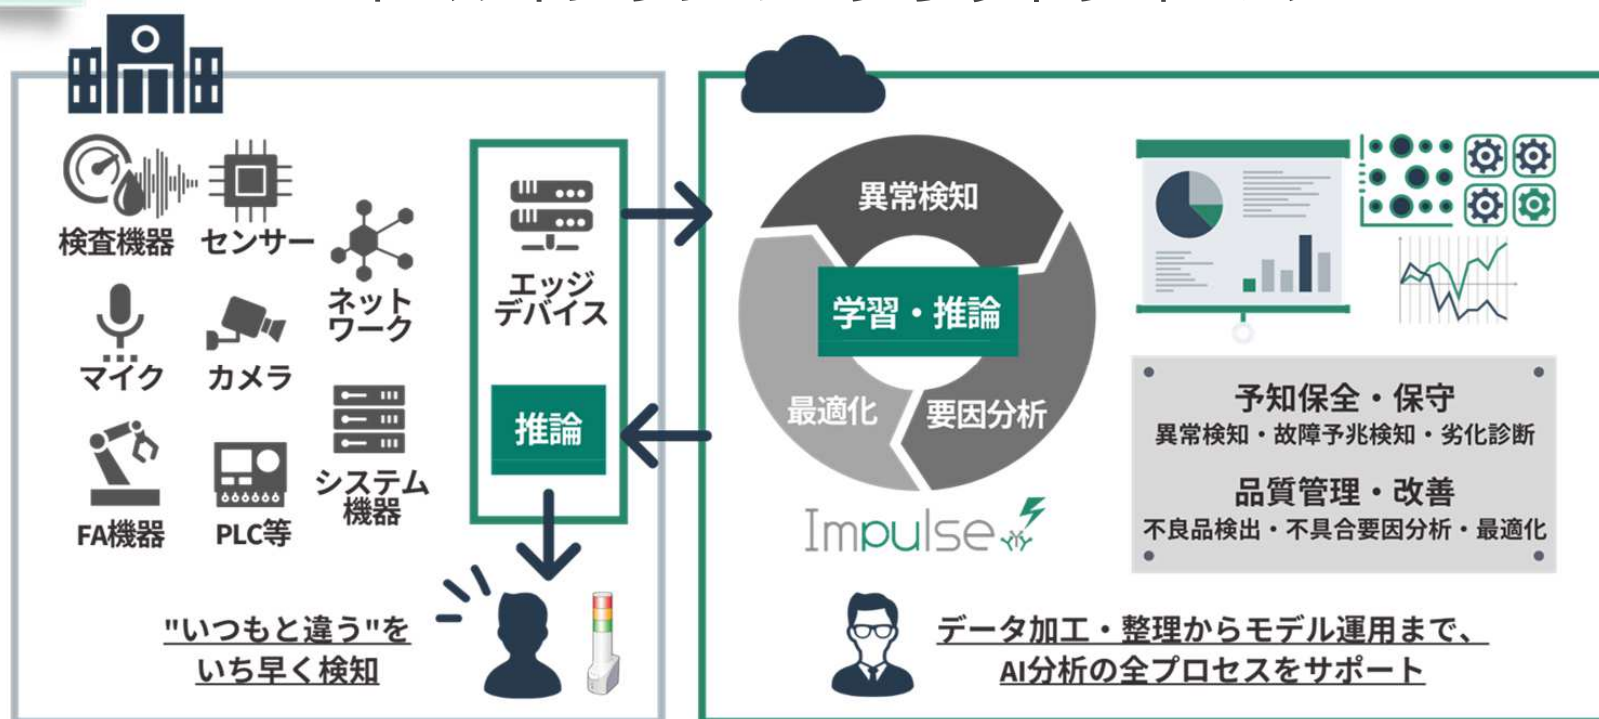 検査機器
センサー
ネット
ワーク
マイク
カメラ
FA機器
PLC等
システム
機器
エッジ
デバイス
推論
"いつもと違う"を
いち早く検知
異常検知
学習・推論
最適化
要因分析
Impulse
予知保全・保守
異常検知・故障予兆検知・劣化診断
品質管理・改善
不良品検出・不具合要因分析・最適化
データ加工・整理からモデル運用まで、
AI分析の全プロセスをサポート